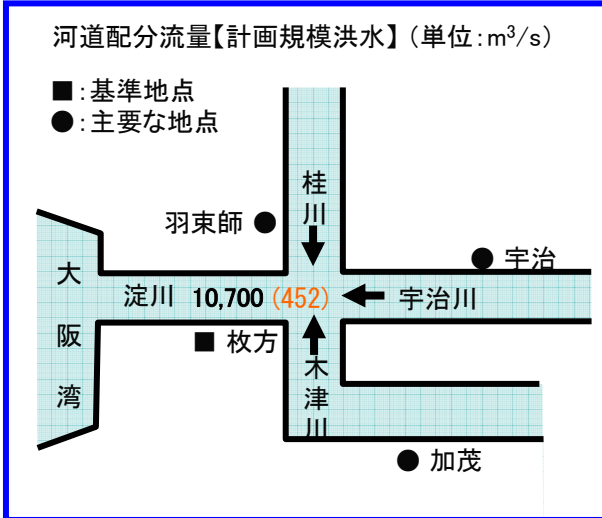 河道配分流量【計画規模洪水】(単位:m³/s)
■:基準地点
●:主要な地点
桂川
羽束師 ●
● 宇治
大阪湾
淀川 10,700 (452)
宇治川
■ 枚方
木津川
● 加茂